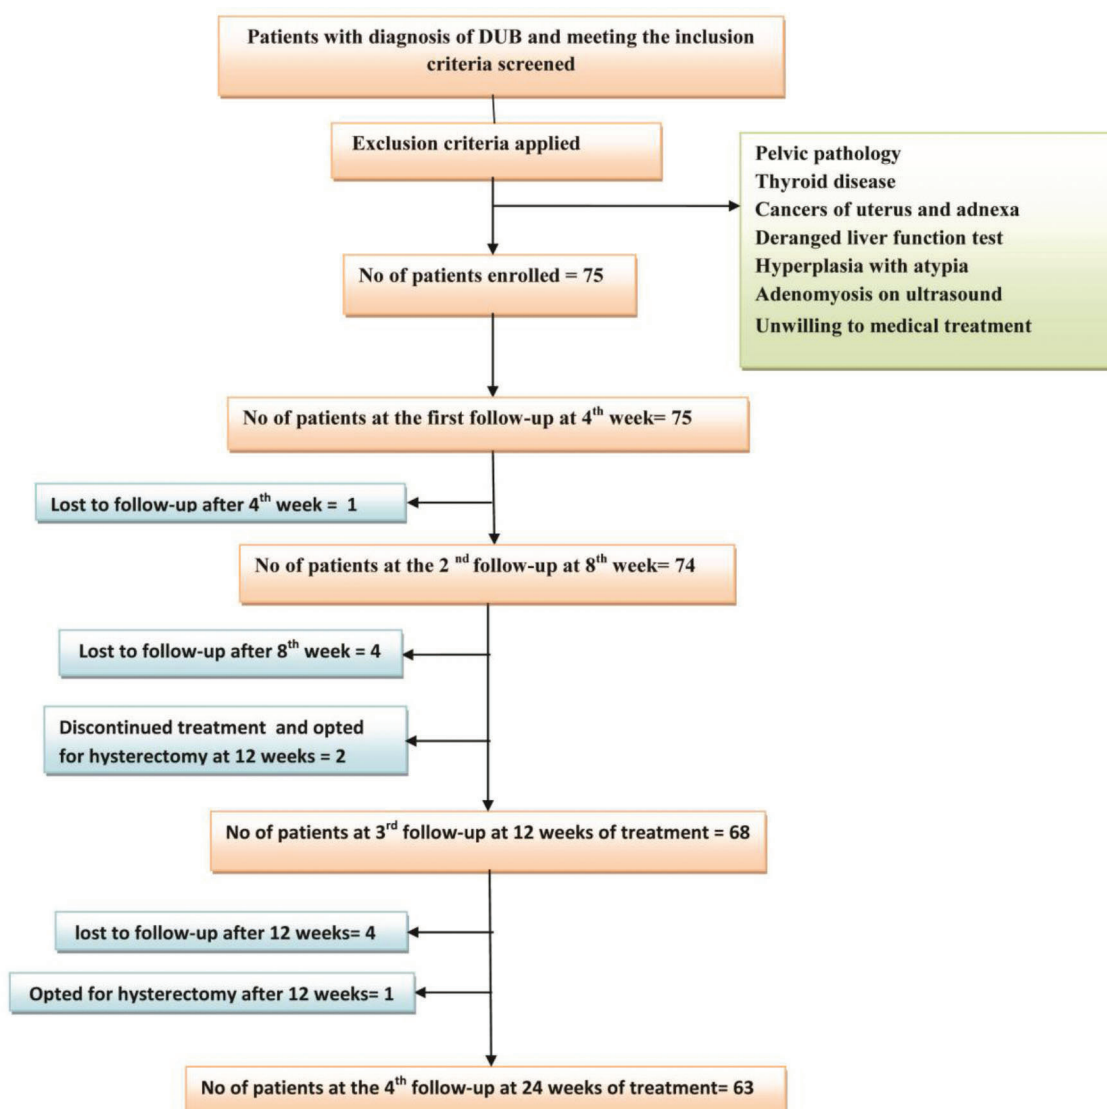 Patients with diagnosis of DUB and meeting the inclusion
criteria screened
Exclusion criteria applied
Pelvic pathology
Thyroid disease
Cancers of uterus and adnexa
Deranged liver function test
Hyperplasia with atypia
Adenomyosis on ultrasound
Unwilling to medical treatment
No of patients enrolled = 75
No of patients at the first follow-up at 4th week= 75
Lost to follow-up after 4th week = 1
No of patients at the 2 nd follow-up at 8th week= 74
Lost to follow-up after 8th week = 4
Discontinued treatment and opted
for hysterectomy at 12 weeks = 2
No of patients at 3rd follow-up at 12 weeks of treatment = 68
lost to follow-up after 12 weeks= 4
Opted for hysterectomy after 12 weeks= 1
No of patients at the 4th follow-up at 24 weeks of treatment= 63